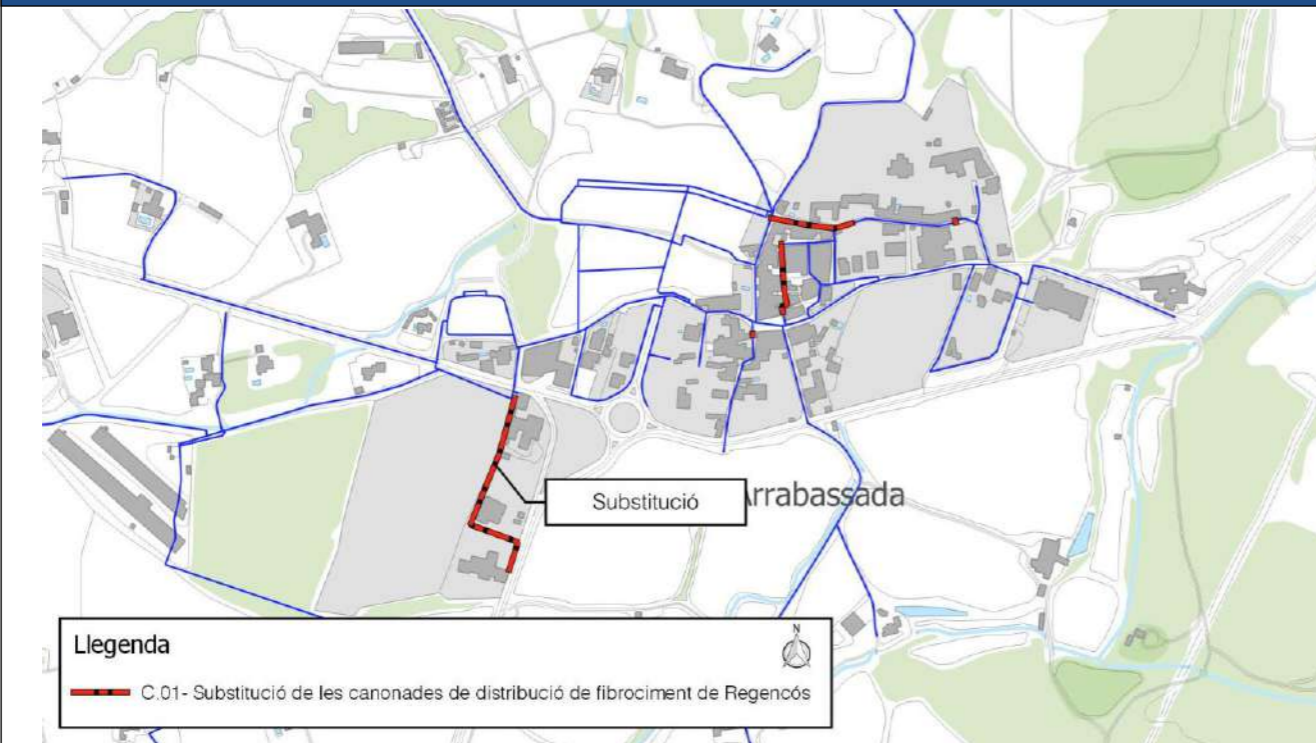 Substitució
Arrabassada
Llegenda
N
C.01- Substitució de les canonades de distribució de fibrociment de Regencós